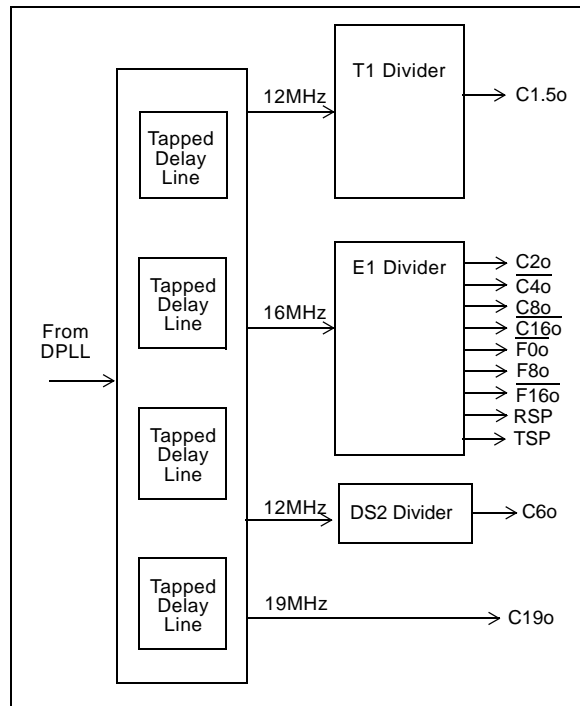 T1 Divider
12MHz
C1.5o
Tapped
Delay
Line
E1 Divider
Tapped
Delay
Line
16MHz
C2o
C4o
C8o
C16o
F0o
F8o
F16o
RSP
TSP
From
DPLL
Tapped
Delay
Line
12MHz
DS2 Divider
C6o
Tapped
Delay
Line
19MHz
C19o